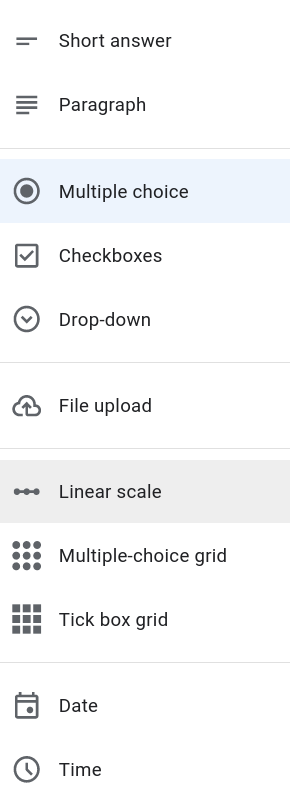 Short answer
Paragraph
Multiple choice
Checkboxes
Drop-down
File upload
Linear scale
Multiple-choice grid
Tick box grid
Date
Time